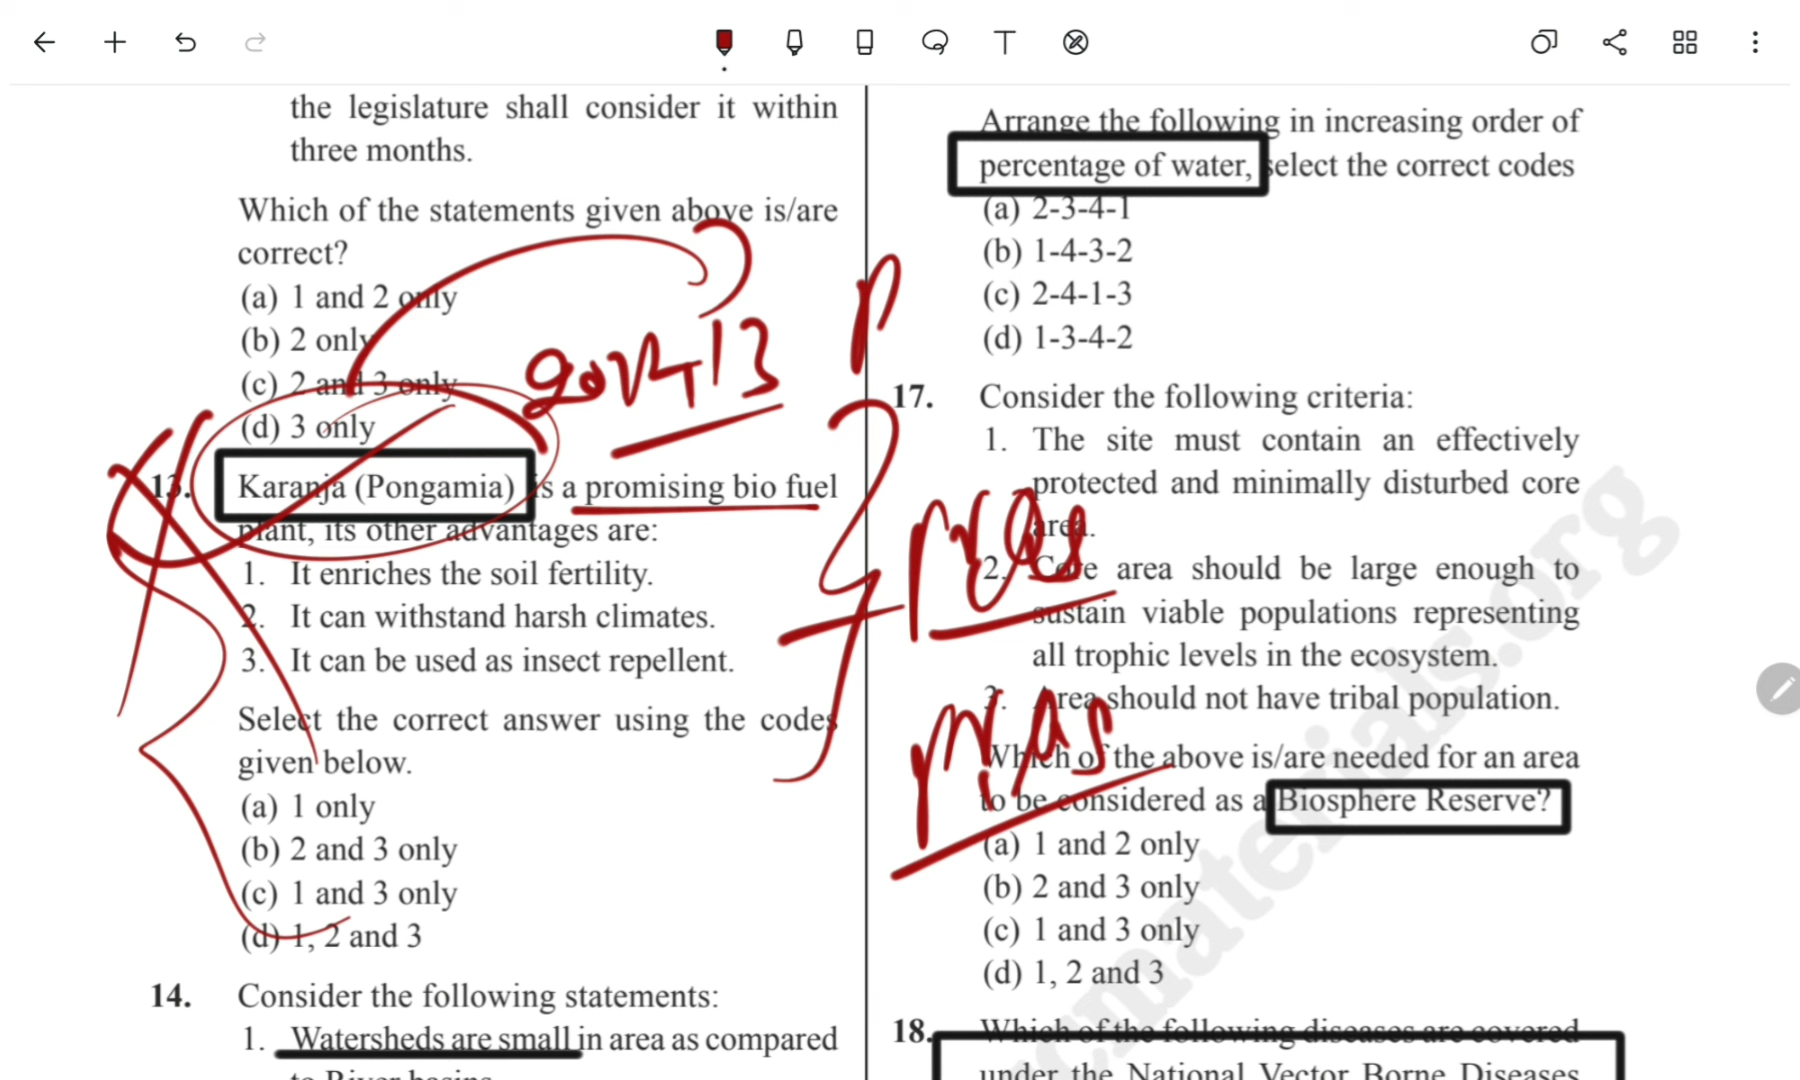 the legislature shall consider it within
three months.
Which of the statements given above is/are
correct?
(a) 1 and 2 only
(b) 2 only
(c) 2 and 3 only
(d) 3 only
13. Karanja (Pongamia) is a promising bio fuel
plant, its other advantages are:
1. It enriches the soil fertility.
2. It can withstand harsh climates.
3. It can be used as insect repellent.
Select the correct answer using the codes
given below.
(a) 1 only
(b) 2 and 3 only
(c) 1 and 3 only
(d) 1, 2 and 3
14. Consider the following statements:
1. Watersheds are small in area as compared
to River basins.
Arrange the following in increasing order of
percentage of water, select the correct codes
(a) 2-3-4-1
(b) 1-4-3-2
(c) 2-4-1-3
(d) 1-3-4-2
17. Consider the following criteria:
1. The site must contain an effectively
protected and minimally disturbed core
area.
2. Core area should be large enough to
sustain viable populations representing
all trophic levels in the ecosystem.
3. Area should not have tribal population.
Which of the above is/are needed for an area
to be considered as a Biosphere Reserve?
(a) 1 and 2 only
(b) 2 and 3 only
(c) 1 and 3 only
(d) 1, 2 and 3
18. Which of the following diseases are covered
under the National Vector Borne Diseases